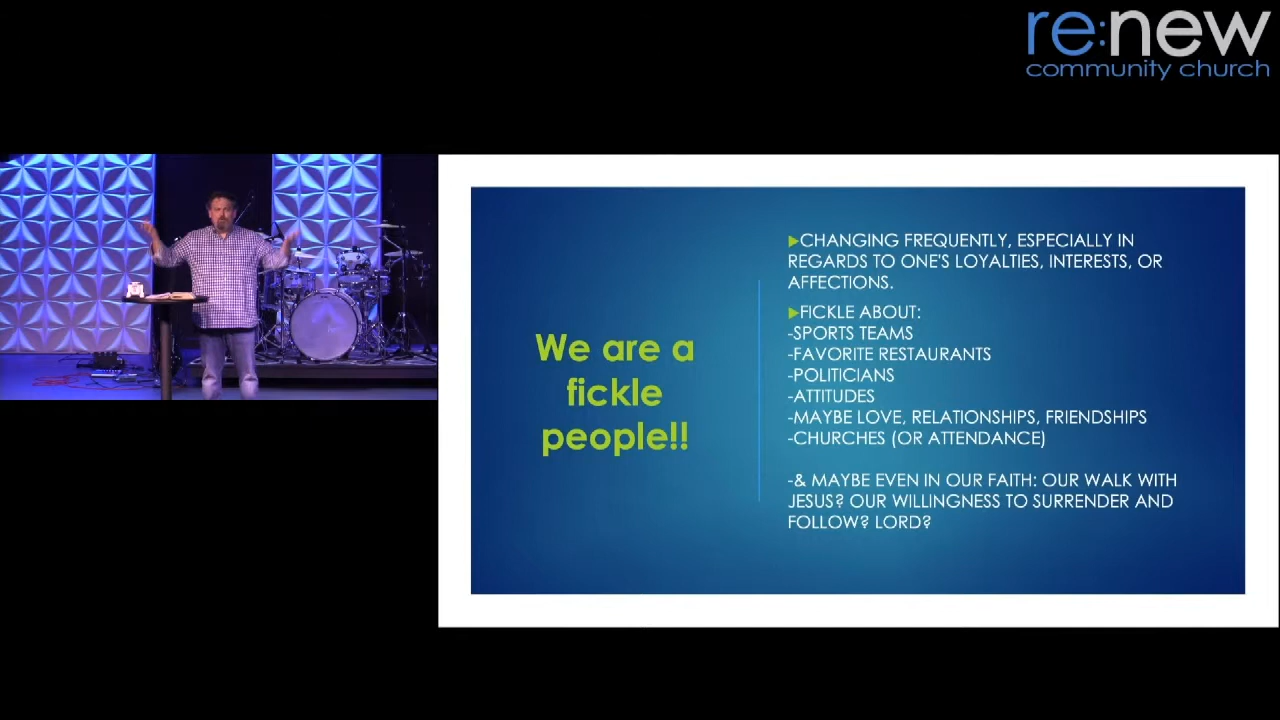 re:new
community church
We are a
fickle
people!!
▶CHANGING FREQUENTLY, ESPECIALLY IN
REGARDS TO ONE'S LOYALTIES, INTERESTS, OR
AFFECTIONS.
▶FICKLE ABOUT:
-SPORTS TEAMS
-FAVORITE RESTAURANTS
-POLITICIANS
-ATTITUDES
-MAYBE LOVE, RELATIONSHIPS, FRIENDSHIPS
-CHURCHES (OR ATTENDANCE)
-& MAYBE EVEN IN OUR FAITH: OUR WALK WITH
JESUS? OUR WILLINGNESS TO SURRENDER AND
FOLLOW? LORD?